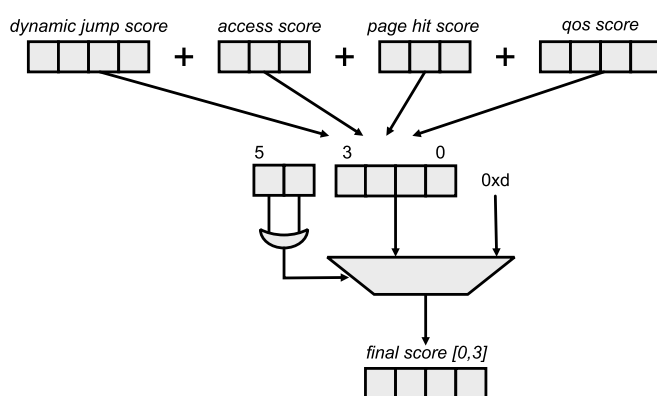 dynamic jump score + access score + page hit score + qos score
5 3 0
0xd
final score [0,3]